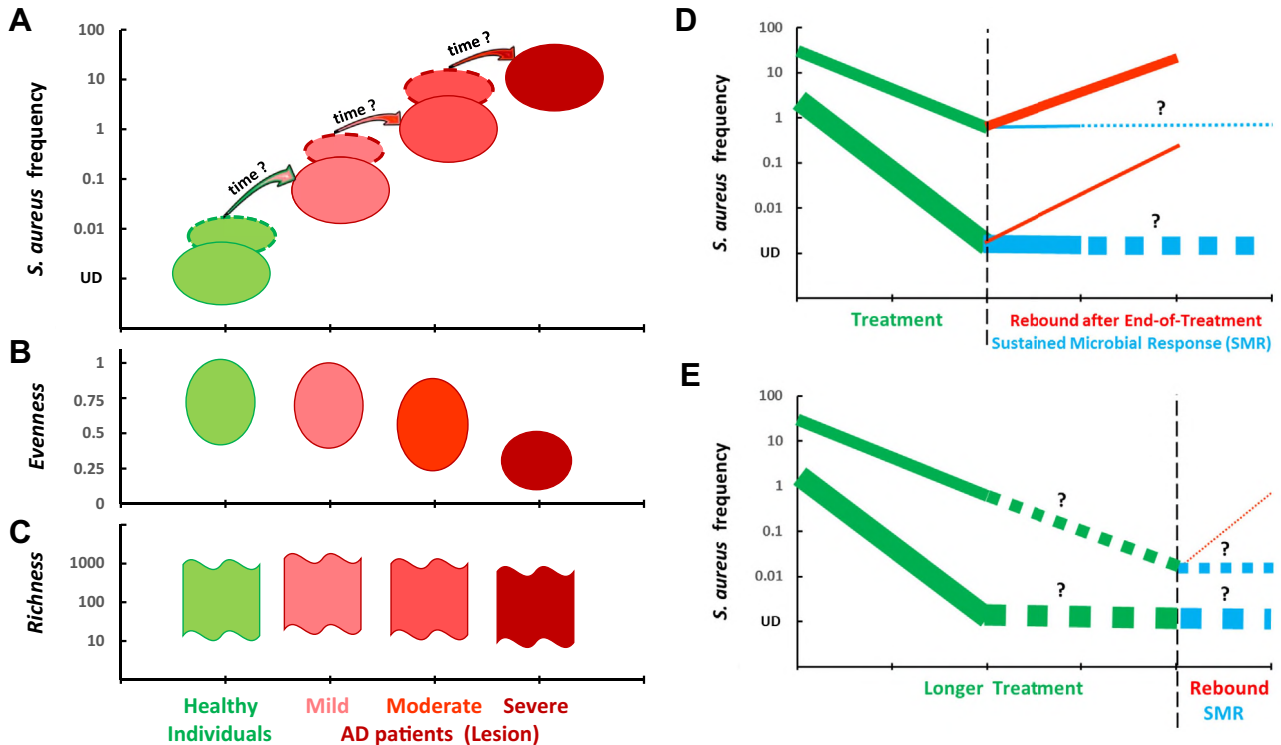 A
S. aureus frequency
100
10
1
0.1
0.01
UD
time ?
time ?
time ?
B
Evenness
1
0.75
0.5
0.25
0
C
Richness
1000
100
10
Healthy
Individuals
Mild
Moderate
Severe
AD patients (Lesion)
D
S. aureus frequency
100
10
1
0.1
0.01
UD
?
?
Treatment
Rebound after End-of-Treatment
Sustained Microbial Response (SMR)
E
S. aureus frequency
100
10
1
0.1
0.01
UD
?
?
?
?
Longer Treatment
Rebound
SMR